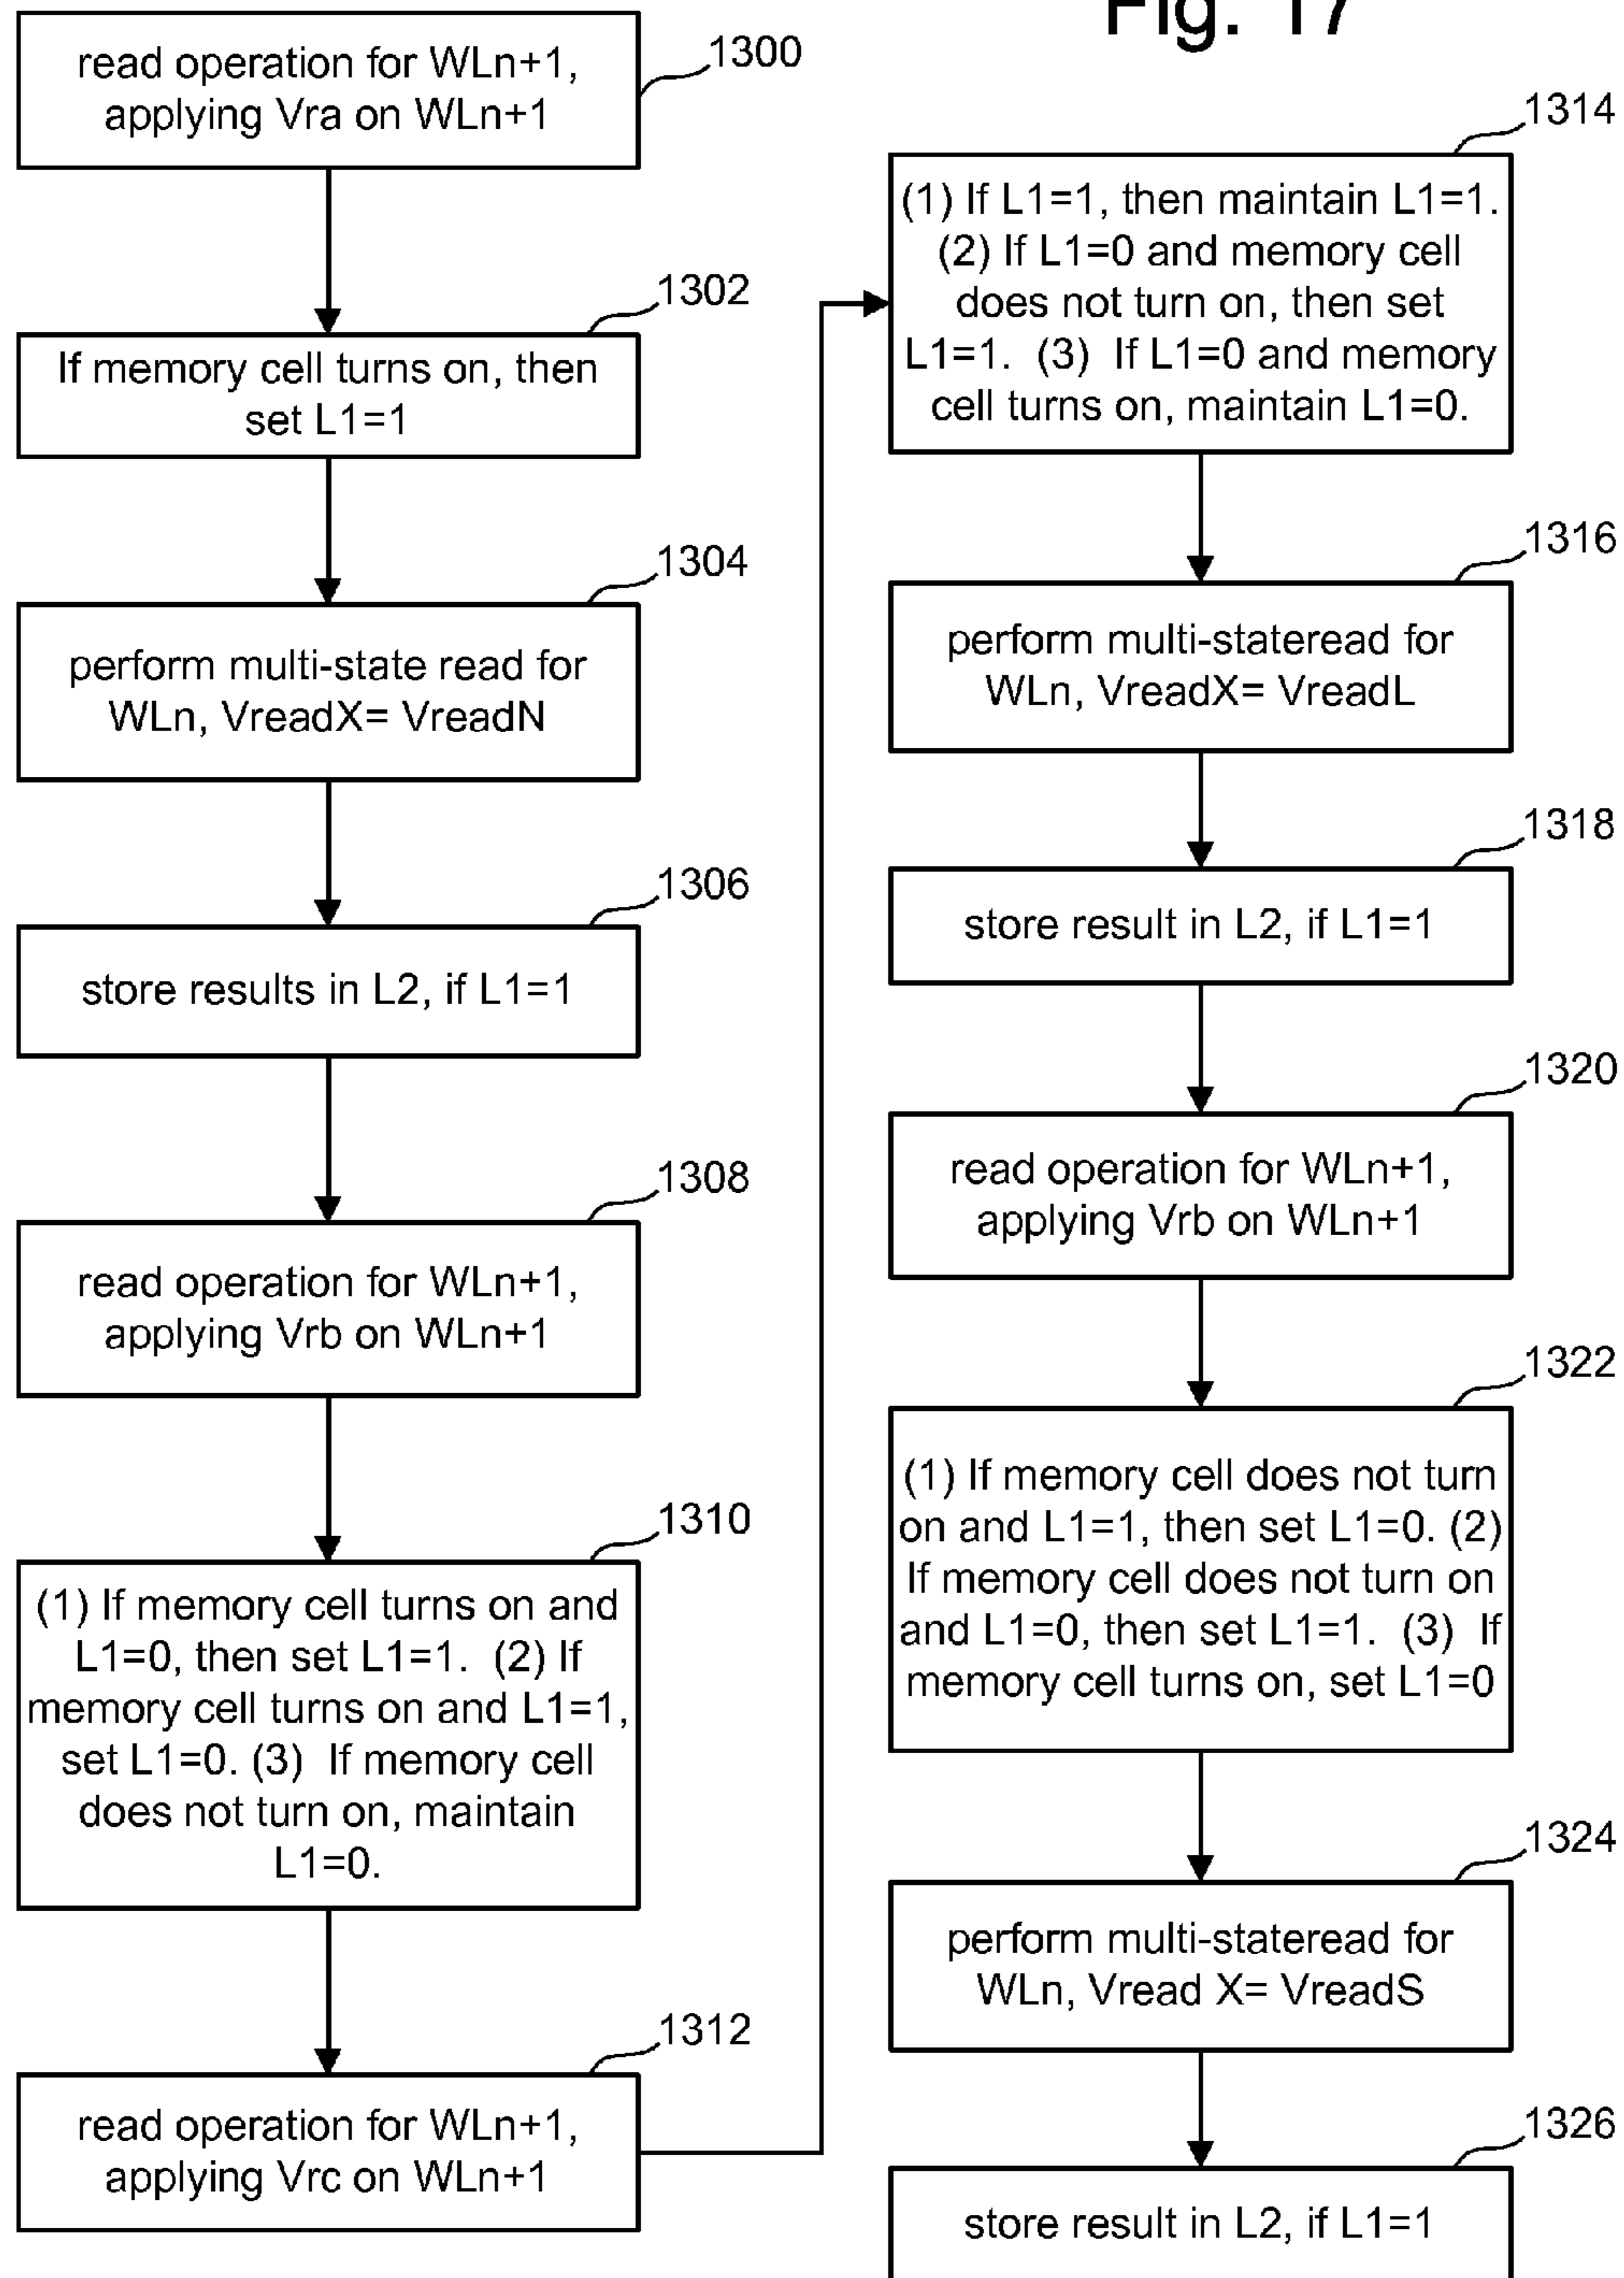 Fig. 17
1300
read operation for WLn+1,
applying Vra on WLn+1
1302
If memory cell turns on, then
set L1=1
1304
perform multi-state read for
WLn, VreadX= VreadN
1306
store results in L2, if L1=1
1308
read operation for WLn+1,
applying Vrb on WLn+1
1310
(1) If memory cell turns on and
L1=0, then set L1=1. (2) If
memory cell turns on and L1=1,
set L1=0. (3) If memory cell
does not turn on, maintain
L1=0.
1312
read operation for WLn+1,
applying Vrc on WLn+1
1314
(1) If L1=1, then maintain L1=1.
(2) If L1=0 and memory cell
does not turn on, then set
L1=1. (3) If L1=0 and memory
cell turns on, maintain L1=0.
1316
perform multi-stateread for
WLn, VreadX= VreadL
1318
store result in L2, if L1=1
1320
read operation for WLn+1,
applying Vrb on WLn+1
1322
(1) If memory cell does not turn
on and L1=1, then set L1=0. (2)
If memory cell does not turn on
and L1=0, then set L1=1. (3) If
memory cell turns on, set L1=0
1324
perform multi-stateread for
WLn, Vread X= VreadS
1326
store result in L2, if L1=1